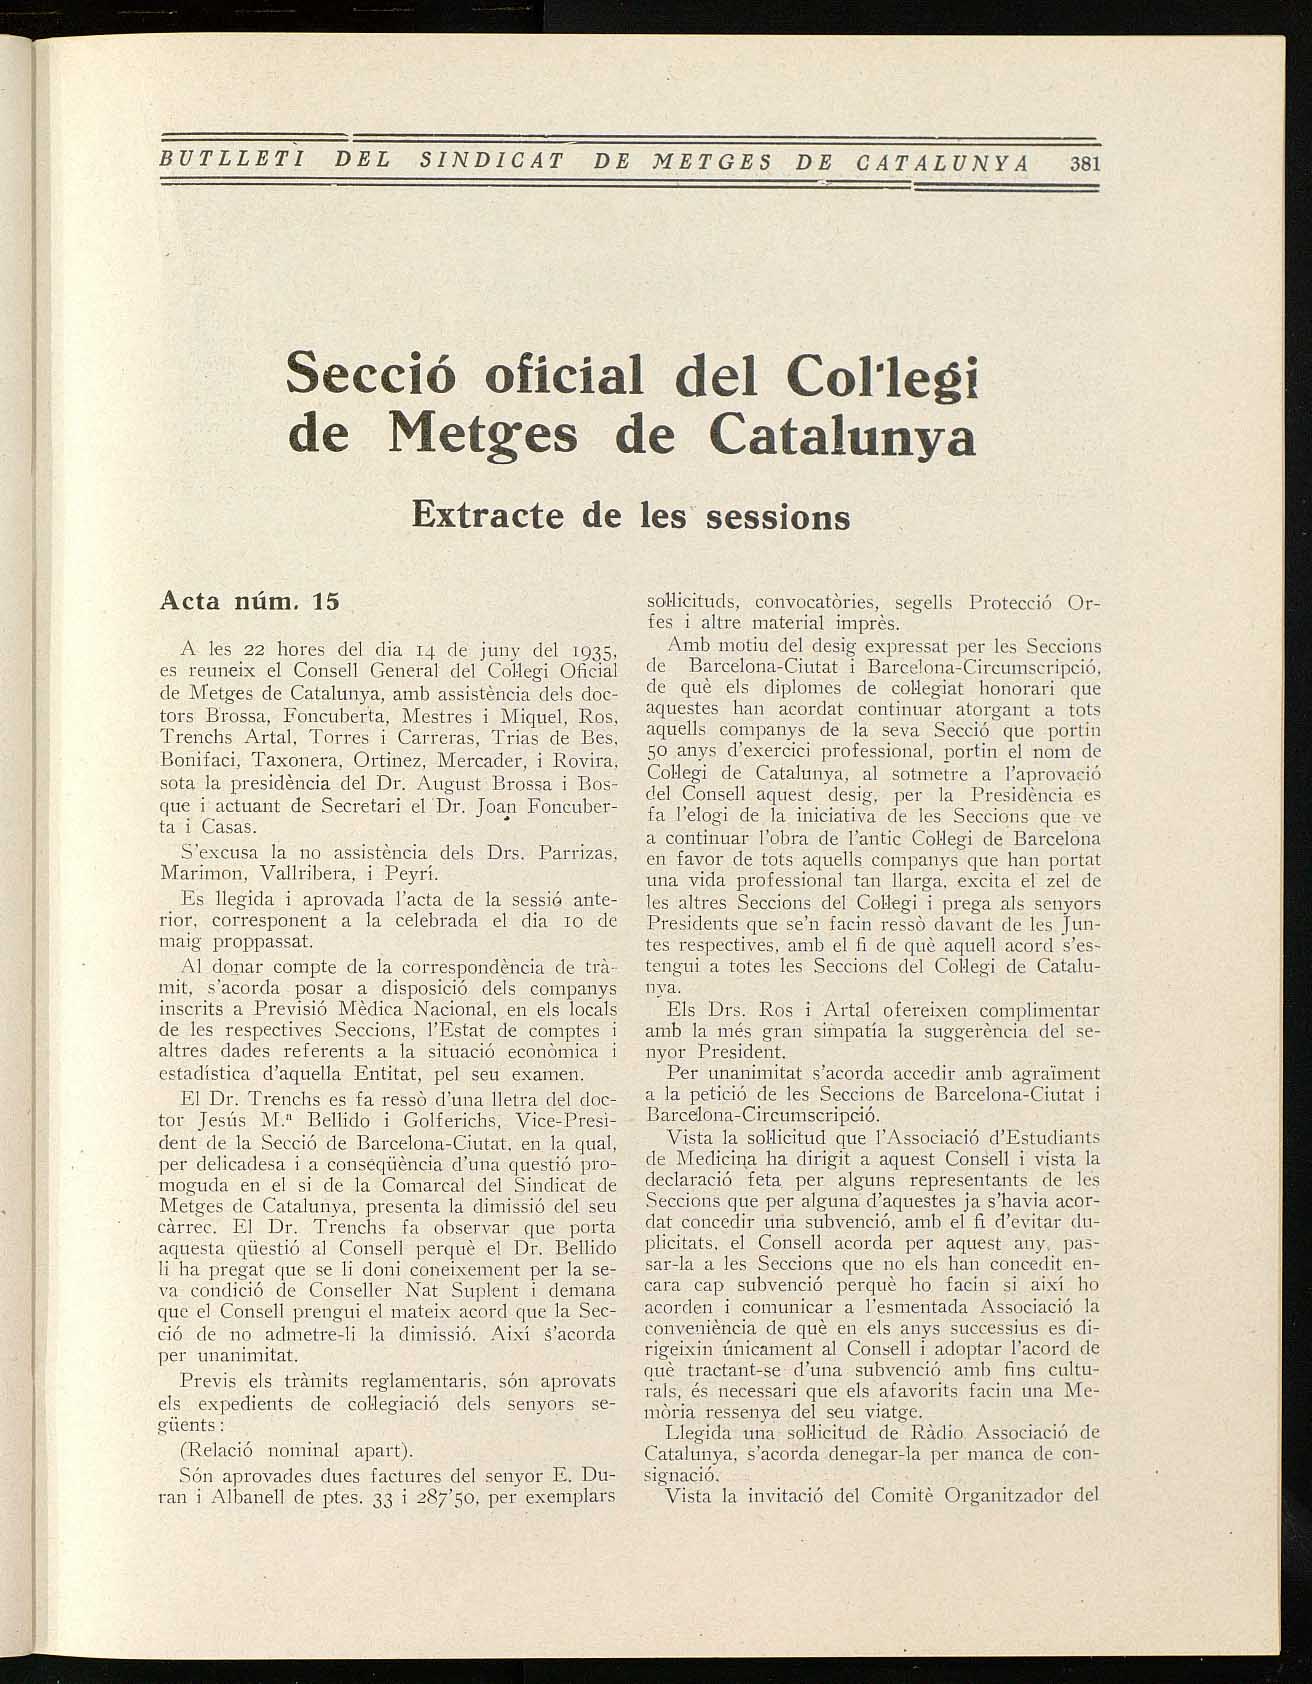 BUTLLETÍ DEL SINDICAT DE METGES DE CATALUNYA 381
Secció oficial del Col·legi
de Metges de Catalunya
Extracte de les sessions
Acta núm. 15
A les 22 hores del dia 14 de juny del 1935,
es reuneix el Consell General del Col·legi Oficial
de Metges de Catalunya, amb assistència dels doc-
tors Brossa, Foncuberta, Mestres i Miquel, Ros,
Trenchs Artal, Torres i Carreras, Trias de Bes,
Bonifaci, Taxonera, Ortinez, Mercader, i Rovira,
sota la presidència del Dr. August Brossa i Bos-
que i actuant de Secretari el Dr. Joan Foncuber-
ta i Casas.
S'excusa la no assistència dels Drs. Parrizas,
Marimon, Vallribera, i Peyrí.
Es llegida i aprovada l'acta de la sessió ante-
rior, corresponent a la celebrada el dia 10 de
maig proppassat.
Al donar compte de la correspondència de trà-
mit, s'acorda posar a disposició dels companys
inscrits a Previsió Mèdica Nacional, en els locals
de les respectives Seccions, l'Estat de comptes i
altres dades referents a la situació econòmica i
estadística d'aquella Entitat, pel seu examen.
El Dr. Trenchs es fa ressò d'una lletra del doc-
tor Jesús M.ª Bellido i Golferichs, Vice-Presi-
dent de la Secció de Barcelona-Ciutat, en la qual,
per delicadesa i a conseqüència d'una questió pro-
moguda en el si de la Comarcal del Sindicat de
Metges de Catalunya, presenta la dimissió del seu
càrrec. El Dr. Trenchs fa observar que porta
aquesta qüestió al Consell perquè el Dr. Bellido
li ha pregat que se li doni coneixement per la se-
va condició de Conseller Nat Suplent i demana
que el Consell prengui el mateix acord que la Sec-
ció de no admetre-li la dimissió. Així s'acorda
per unanimitat.
Previs els tràmits reglamentaris, són aprovats
els expedients de col·legiació dels senyors se-
güents:
(Relació nominal apart).
Són aprovades dues factures del senyor E. Du-
ran i Albanell de ptes. 33 i 287'50, per exemplars
sol·licituds, convocatòries, segells Protecció Or-
fes i altre material imprès.
Amb motiu del desig expressat per les Seccions
de Barcelona-Ciutat i Barcelona-Circumscripció,
de què els diplomes de col·legiat honorari que
aquestes han acordat continuar atorgant a tots
aquells companys de la seva Secció que portin
50 anys d'exercici professional, portin el nom de
Col·legi de Catalunya, al sotmetre a l'aprovació
del Consell aquest desig, per la Presidència es
fa l'elogi de la iniciativa de les Seccions que ve
a continuar l'obra de l'antic Col·legi de Barcelona
en favor de tots aquells companys que han portat
una vida professional tan llarga, excita el zel de
les altres Seccions del Col·legi i prega als senyors
Presidents que se'n facin ressò davant de les Jun-
tes respectives, amb el fi de què aquell acord s'es-
tengui a totes les Seccions del Col·legi de Catalu-
nya.
Els Drs. Ros i Artal ofereixen complimentar
amb la més gran simpatía la suggerència del se-
nyor President.
Per unanimitat s'acorda accedir amb agraïment
a la petició de les Seccions de Barcelona-Ciutat i
Barcelona-Circumscripció.
Vista la sol·licitud que l'Associació d'Estudiants
de Medicina ha dirigit a aquest Consell i vista la
declaració feta per alguns representants de les
Seccions que per alguna d'aquestes ja s'havia acor-
dat concedir una subvenció, amb el fi d'evitar du-
plicitats, el Consell acorda per aquest any, pas-
sar-la a les Seccions que no els han concedit en-
cara cap subvenció perquè ho facin si així ho
acorden i comunicar a l'esmentada Associació la
conveniència de què en els anys successius es di-
rigeixin únicament al Consell i adoptar l'acord de
què tractant-se d'una subvenció amb fins cultu-
rals, és necessari que els afavorits facin una Me-
mòria ressenya del seu viatge.
Llegida una sol·licitud de Ràdio Associació de
Catalunya, s'acorda denegar-la per manca de con-
signació.
Vista la invitació del Comitè Organitzador del